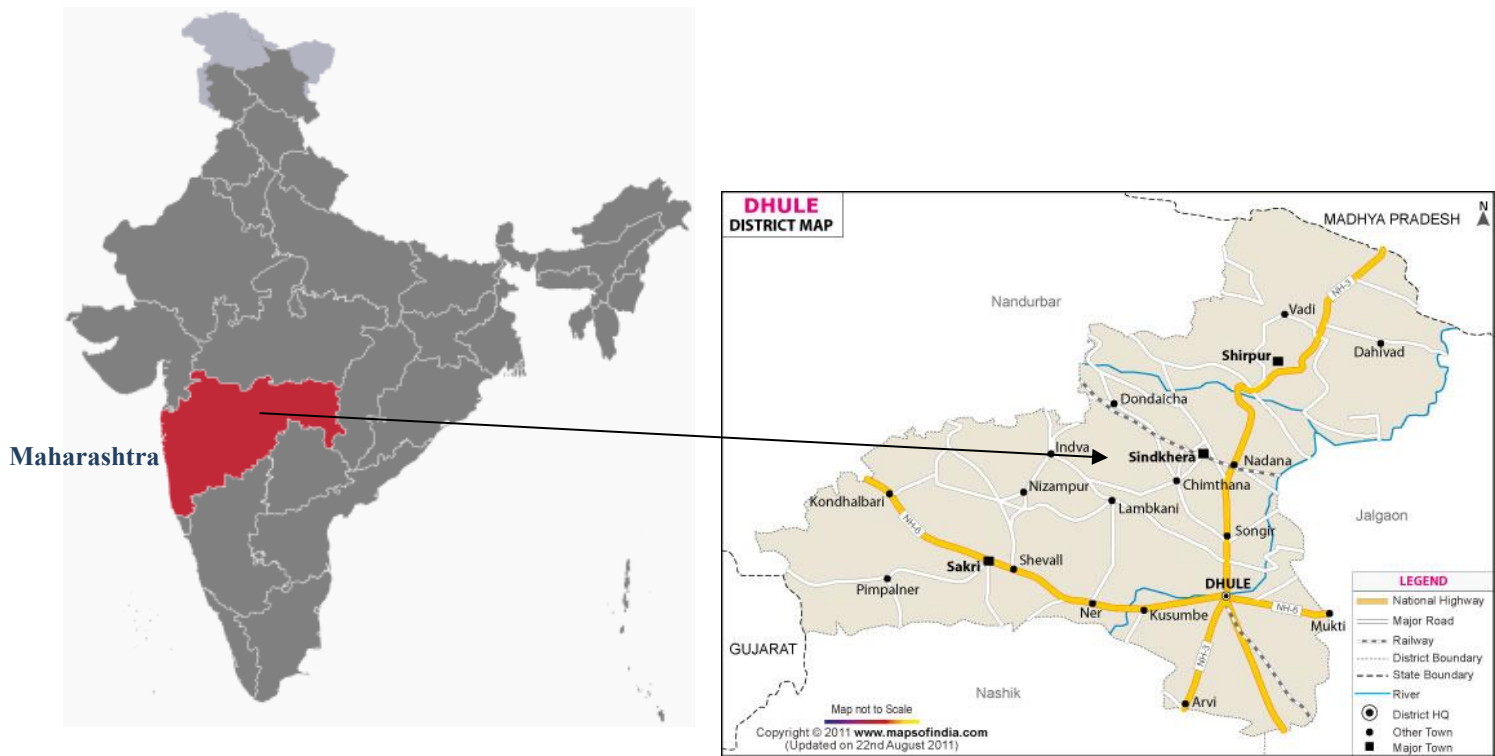 Maharashtra
DHULE
DISTRICT MAP
N
MADHYA PRADESH
Nandurbar
NH-3
Vadi
Shirpur
Dahivad
Dondaicha
Indva
Sindkhera
Nadana
Nizampur
Chimthana
Kondhalbari
Lambkani
Jalgaon
NH-6
Songir
Sakri
Shevall
Pimpalner
DHULE
Ner
Kusumbe
NH-6
Mukti
GUJARAT
NH-3
Nashik
Arvi
LEGEND
National Highway
Major Road
Railway
District Boundary
State Boundary
River
District HQ
Other Town
Major Town
Map not to Scale
Copyright © 2011 www.mapsofindia.com
(Updated on 22nd August 2011)